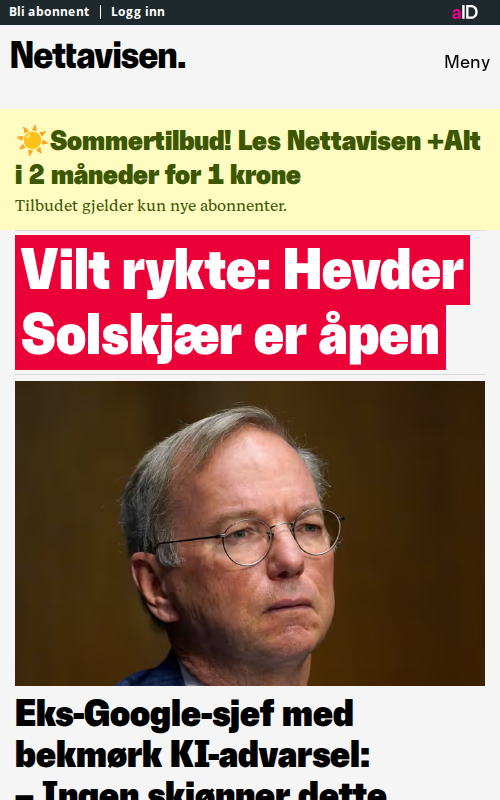 Bli abonnent | Logg inn
aID
Nettavisen.
Meny
☀️Sommertilbud! Les Nettavisen +Alt
i 2 måneder for 1 krone
Tilbudet gjelder kun nye abonnenter.
Vilt rykte: Hevder
Solskjær er åpen
Eks-Google-sjef med
bekmørk KI-advarsel:
– Ingen skjønner dette